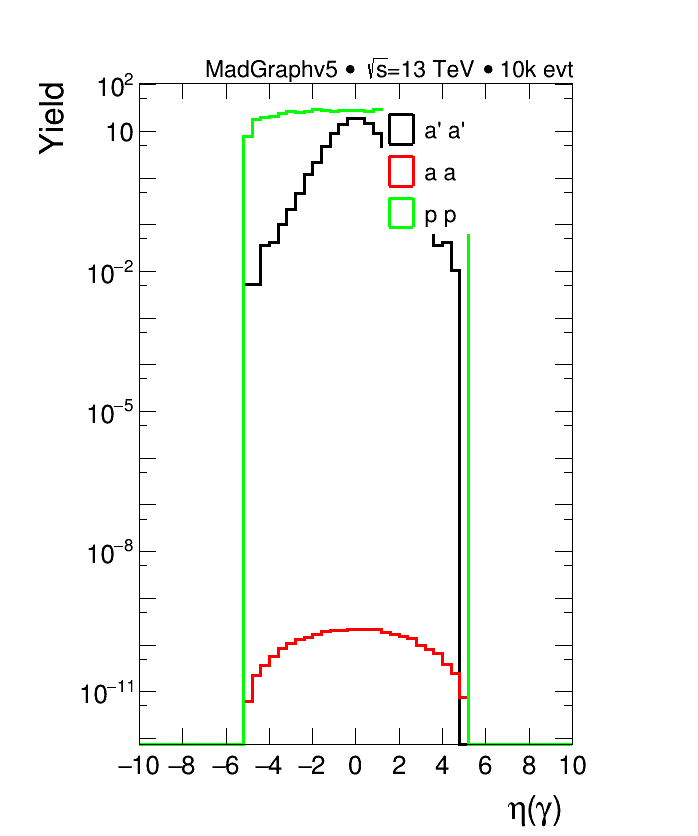 MadGraphv5 • √s=13 TeV • 10k evt
Yield
10²
10
10⁻²
10⁻⁵
10⁻⁸
10⁻¹¹
a' a'
a a
p p
−10 −8 −6 −4 −2 0 2 4 6 8 10
η(γ)